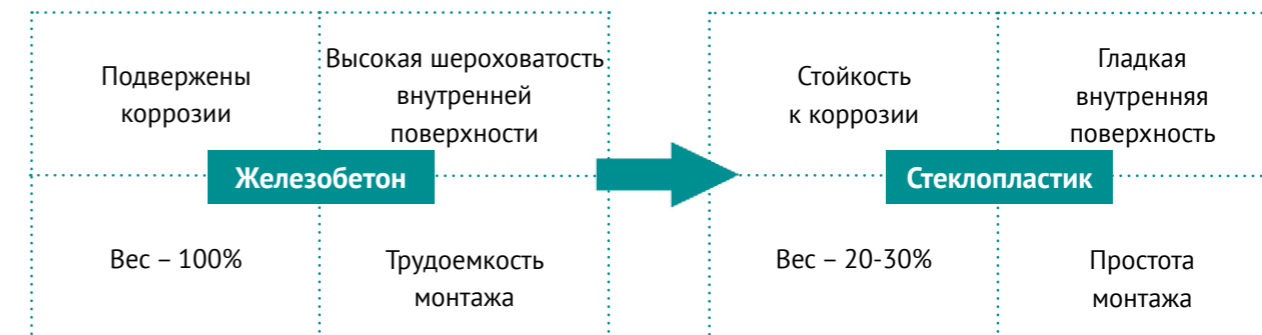 Подвержены
коррозии
Высокая шероховатость
внутренней
поверхности
Железобетон
Вес – 100%
Трудоемкость
монтажа
Стойкость
к коррозии
Гладкая
внутренняя
поверхность
Стеклопластик
Вес – 20-30%
Простота
монтажа